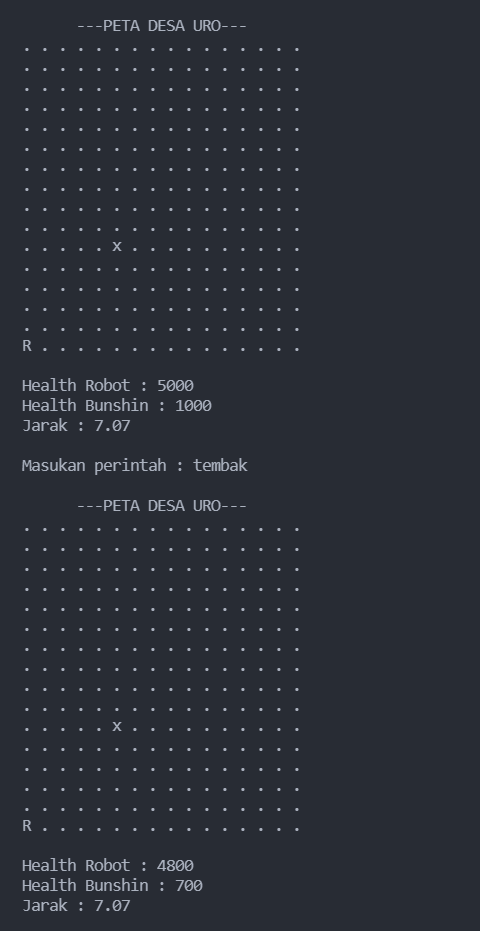 ---PETA DESA URO---
. . . . . . . . . . . . . . . .
. . . . . . . . . . . . . . . .
. . . . . . . . . . . . . . . .
. . . . . . . . . . . . . . . .
. . . . . . . . . . . . . . . .
. . . . . . . . . . . . . . . .
. . . . . . . . . . . . . . . .
. . . . . . . . . . . . . . . .
. . . . . . . . . . . . . . . .
. . . . . . . . . . . . . . . .
. . . . . x . . . . . . . . . .
. . . . . . . . . . . . . . . .
. . . . . . . . . . . . . . . .
. . . . . . . . . . . . . . . .
. . . . . . . . . . . . . . . .
R . . . . . . . . . . . . . . .
Health Robot : 5000
Health Bunshin : 1000
Jarak : 7.07
Masukan perintah : tembak
---PETA DESA URO---
. . . . . . . . . . . . . . . .
. . . . . . . . . . . . . . . .
. . . . . . . . . . . . . . . .
. . . . . . . . . . . . . . . .
. . . . . . . . . . . . . . . .
. . . . . . . . . . . . . . . .
. . . . . . . . . . . . . . . .
. . . . . . . . . . . . . . . .
. . . . . . . . . . . . . . . .
. . . . . . . . . . . . . . . .
. . . . . x . . . . . . . . . .
. . . . . . . . . . . . . . . .
. . . . . . . . . . . . . . . .
. . . . . . . . . . . . . . . .
. . . . . . . . . . . . . . . .
R . . . . . . . . . . . . . . .
Health Robot : 4800
Health Bunshin : 700
Jarak : 7.07